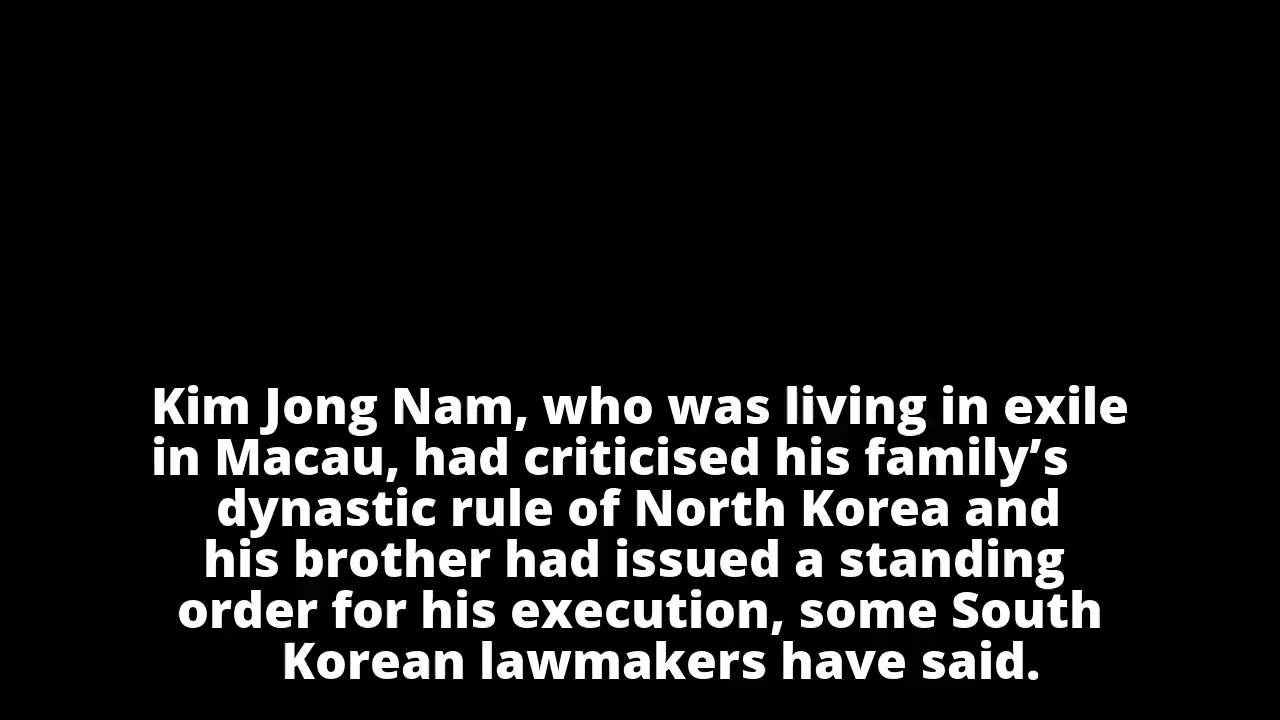 Kim Jong Nam, who was living in exile
in Macau, had criticised his family’s
dynastic rule of North Korea and
his brother had issued a standing
order for his execution, some South
Korean lawmakers have said.